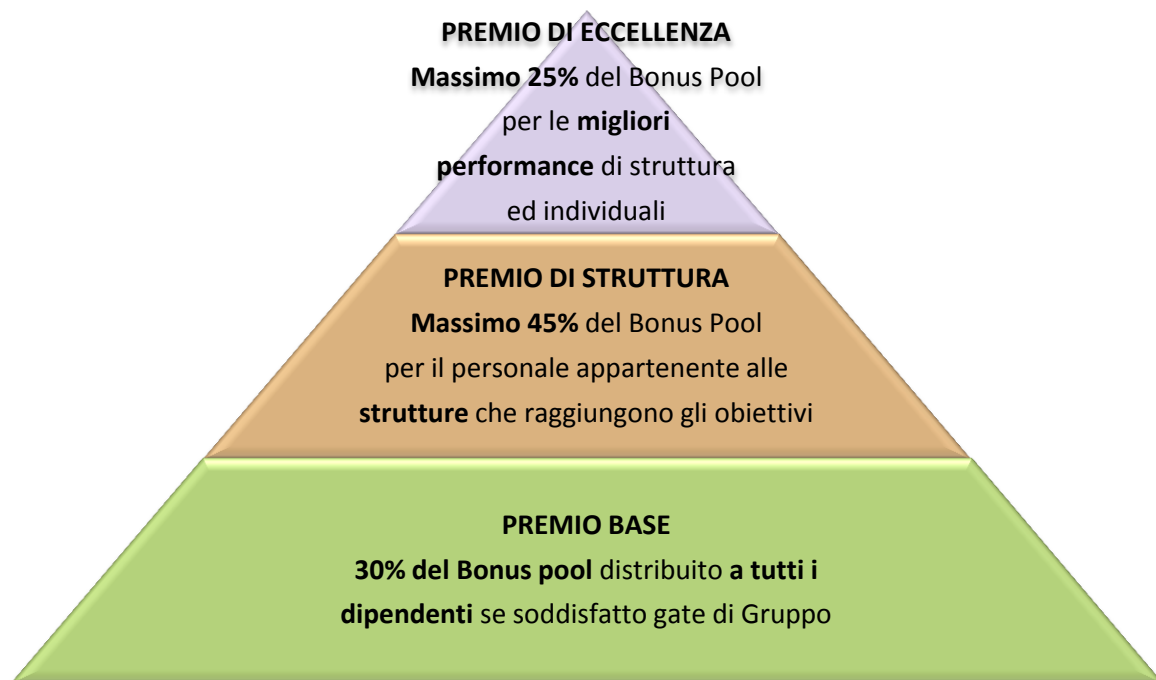 PREMIO DI ECCELLENZA
Massimo 25% del Bonus Pool
per le migliori
performance di struttura
ed individuali
PREMIO DI STRUTTURA
Massimo 45% del Bonus Pool
per il personale appartenente alle
strutture che raggiungono gli obiettivi
PREMIO BASE
30% del Bonus pool distribuito a tutti i
dipendenti se soddisfatto gate di Gruppo